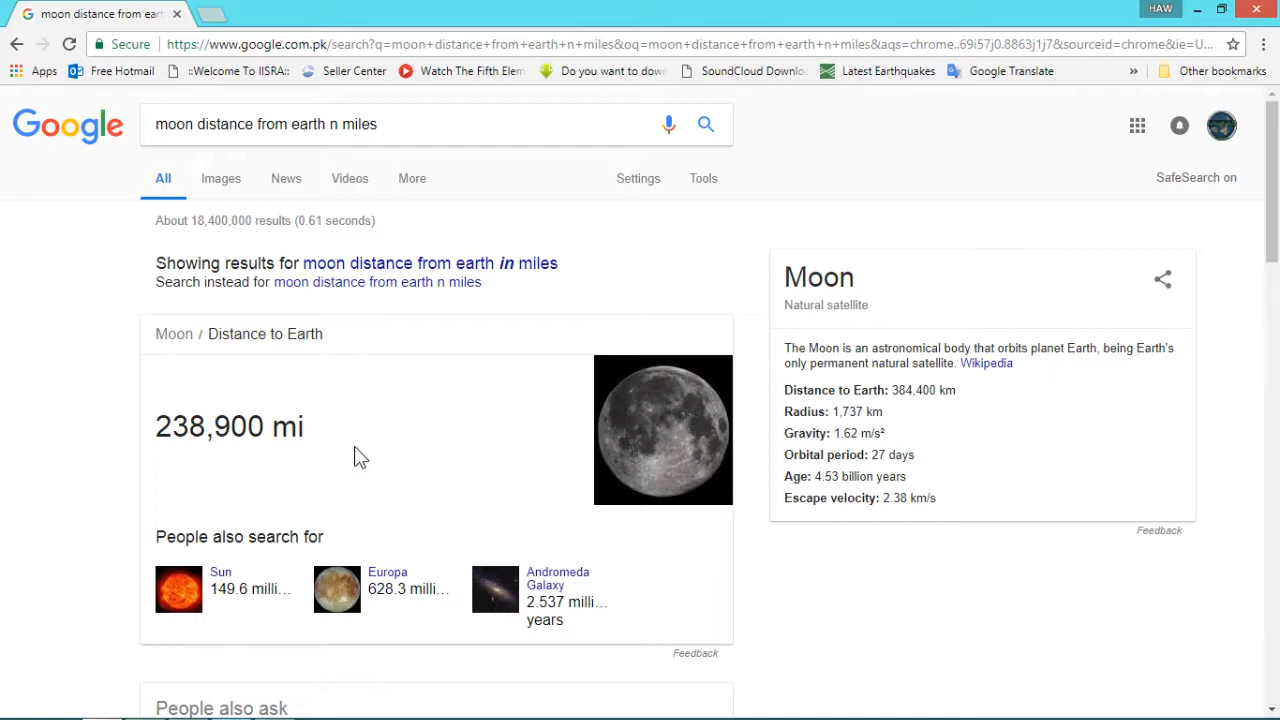 moon distance from eart
HAW
Secure
https://www.google.com.pk/search?q=moon+distance+from+earth+n+miles&oq=moon+distance+from+earth+n+miles&aqs=chrome..69i57j0.8863j1j7&sourceid=chrome&ie=U...
Apps Free Hotmail ::Welcome To IISRA:: Seller Center Watch The Fifth Elem Do you want to down SoundCloud Downlo Latest Earthquakes Google Translate » Other bookmarks
Google
moon distance from earth n miles
All Images News Videos More Settings Tools
SafeSearch on
About 18,400,000 results (0.61 seconds)
Showing results for moon distance from earth in miles
Search instead for moon distance from earth n miles
Moon / Distance to Earth
238,900 mi
People also search for
Sun
149.6 milli...
Europa
628.3 milli...
Andromeda
Galaxy
2.537 milli...
years
Feedback
People also ask
Moon
Natural satellite
The Moon is an astronomical body that orbits planet Earth, being Earth's
only permanent natural satellite. Wikipedia
Distance to Earth: 384,400 km
Radius: 1,737 km
Gravity: 1.62 m/s²
Orbital period: 27 days
Age: 4.53 billion years
Escape velocity: 2.38 km/s
Feedback